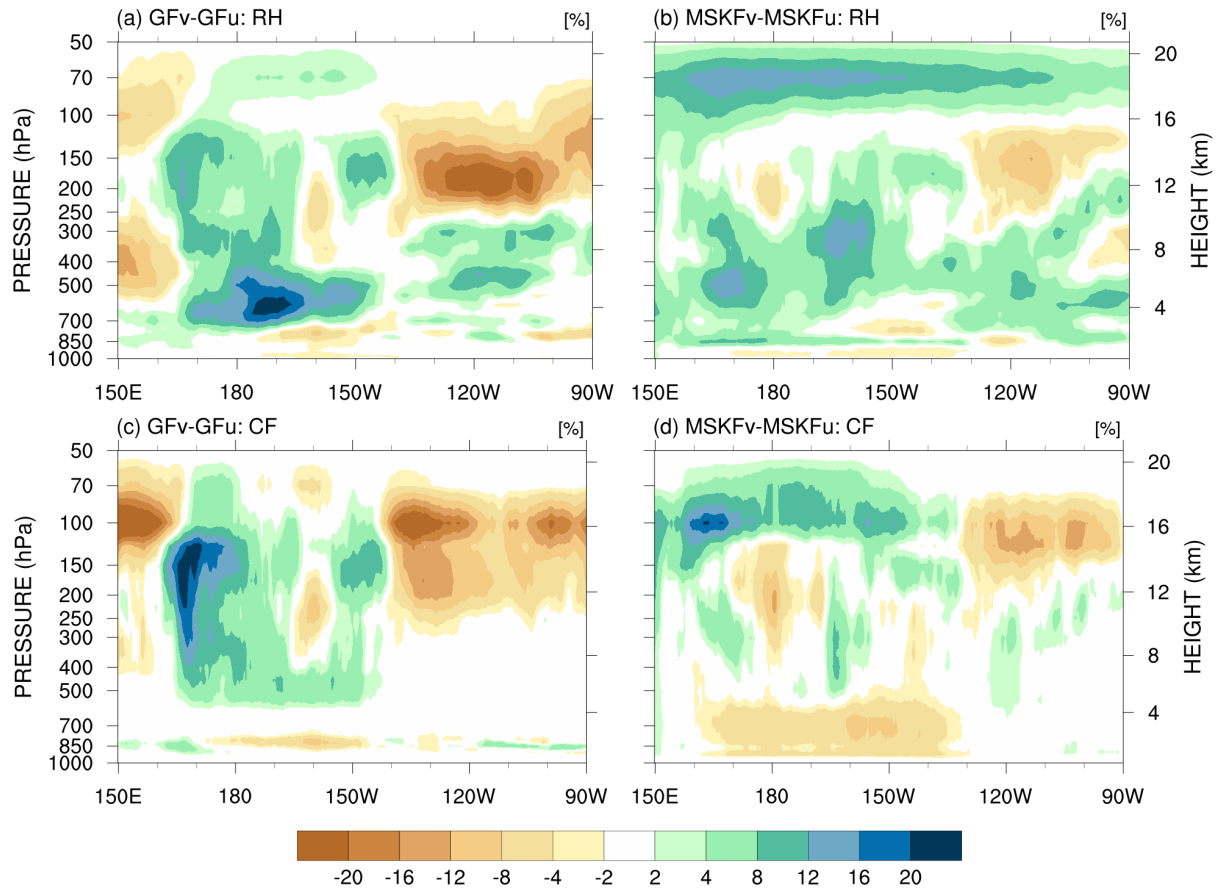 (a) GFv-GFu: RH [%]
(b) MSKFv-MSKFu: RH [%]
PRESSURE (hPa)
50
70
100
150
200
250
300
400
500
700
850
1000
20
16
12
8
4
HEIGHT (km)
150E 180 150W 120W 90W
150E 180 150W 120W 90W
(c) GFv-GFu: CF [%]
(d) MSKFv-MSKFu: CF [%]
PRESSURE (hPa)
50
70
100
150
200
300
400
500
700
850
1000
20
16
12
8
4
HEIGHT (km)
150E 180 150W 120W 90W
150E 180 150W 120W 90W
-20 -16 -12 -8 -4 -2 2 4 8 12 16 20